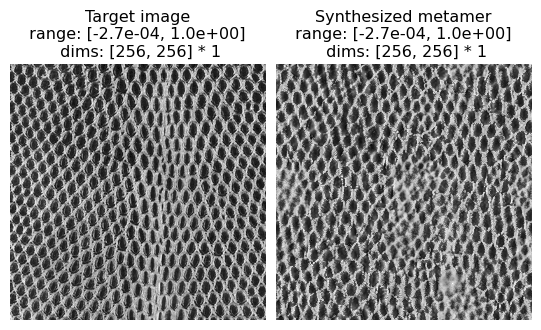 Target image
range: [-2.7e-04, 1.0e+00]
dims: [256, 256] * 1
Synthesized metamer
range: [-2.7e-04, 1.0e+00]
dims: [256, 256] * 1